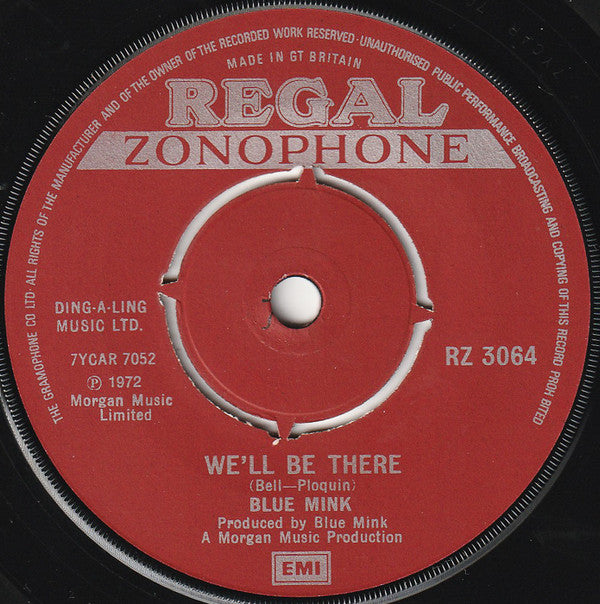 THE GRAMOPHONE CO LTD· ALL RIGHTS OF THE MANUFACTURER AND OF THE OWNER OF THE RECORDED WORK RESERVED · UNAUTHORISED PUBLIC PERFORMANCE BROADCASTING AND COPYING OF THIS RECORD PROHIBITED
MADE IN GT BRITAIN
REGAL
ZONOPHONE
DING-A-LING
MUSIC LTD.
7YCAR 7052
Ⓟ 1972
Morgan Music
Limited
RZ 3064
WE'LL BE THERE
(Bell—Ploquin)
BLUE MINK
Produced by Blue Mink
A Morgan Music Production
EMI